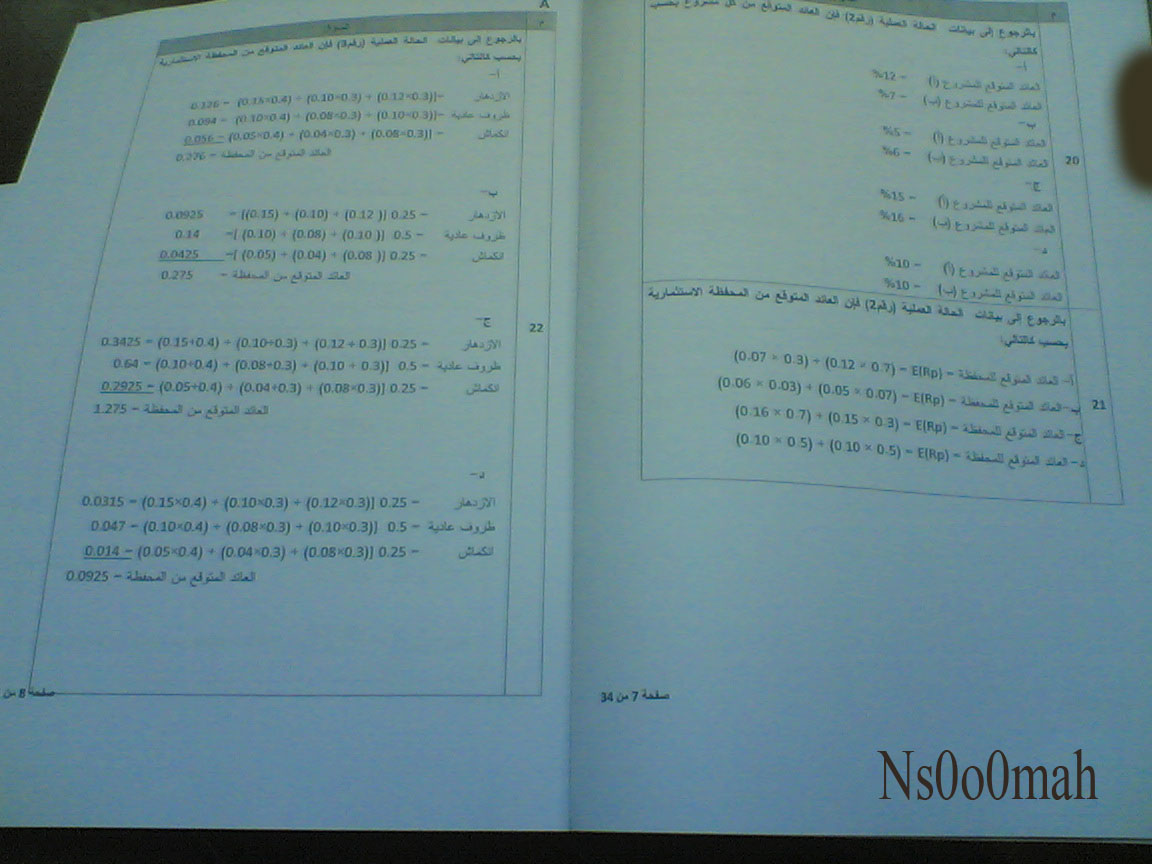 م
بالرجوع إلى بيانات الحالة العملية (رقم2) فإن العائد المتوقع من كل مشروع يحسب
كالتالي:
20
أ-
العائد المتوقع للمشروع (أ) = 12%
العائد المتوقع للمشروع (ب) = 7%
ب-
العائد المتوقع للمشروع (أ) = 5%
العائد المتوقع للمشروع (ب) = 6%
ج-
العائد المتوقع للمشروع (أ) = 15%
العائد المتوقع للمشروع (ب) = 16%
د-
العائد المتوقع للمشروع (أ) = 10%
العائد المتوقع للمشروع (ب) = 10%
بالرجوع إلى بيانات الحالة العملية (رقم2) فإن العائد المتوقع من المحفظة الاستثمارية
يحسب كالتالي:
21
أ- العائد المتوقع للمحفظة = E(Rp) = (0.12 × 0.7) + (0.07 × 0.3)
ب- العائد المتوقع للمحفظة = E(Rp) = (0.05 × 0.07) + (0.06 × 0.03)
ج- العائد المتوقع للمحفظة = E(Rp) = (0.15 × 0.3) + (0.16 × 0.7)
د- العائد المتوقع للمحفظة = E(Rp) = (0.10 × 0.5) + (0.10 × 0.5)
صفحة 7 من 34
A
م
بالرجوع إلى بيانات الحالة العملية (رقم3) فإن العائد المتوقع من المحفظة الاستثمارية
يحسب كالتالي:
22
أ-
الازدهار =[(0.12×0.3) + (0.10×0.3) + (0.15×0.4) = 0.126
ظروف عادية =[(0.10×0.3) + (0.08×0.3) + (0.10×0.4) = 0.094
انكماش = [(0.08×0.3) + (0.04×0.3) + (0.05×0.4) = 0.056
العائد المتوقع من المحفظة = 0.276
ب-
الازدهار = 0.25 [( 0.12) + (0.10) + (0.15)] = 0.0925
ظروف عادية = 0.5 [( 0.10) + (0.08) + (0.10) ]= 0.14
انكماش = 0.25 [( 0.08) + (0.04) + (0.05) ]= 0.0425
العائد المتوقع من المحفظة = 0.275
ج-
الازدهار = 0.25 [(0.3 + 0.12) + (0.10+0.3) + (0.15+0.4) = 0.3425
ظروف عادية = 0.5 [(0.3 + 0.10) + (0.08+0.3) + (0.10+0.4) = 0.64
انكماش = 0.25 [(0.08×0.3) + (0.04+0.3) + (0.05+0.4) = 0.2925
العائد المتوقع من المحفظة = 1.275
د-
الازدهار = 0.25 [(0.12×0.3) + (0.10×0.3) + (0.15×0.4) = 0.0315
ظروف عادية = 0.5 [(0.10×0.3) + (0.08×0.3) + (0.10×0.4) = 0.047
انكماش = 0.25 [(0.08×0.3) + (0.04×0.3) + (0.05×0.4) = 0.014
العائد المتوقع من المحفظة = 0.0925
صفحة 8 من
Ns0o0mah